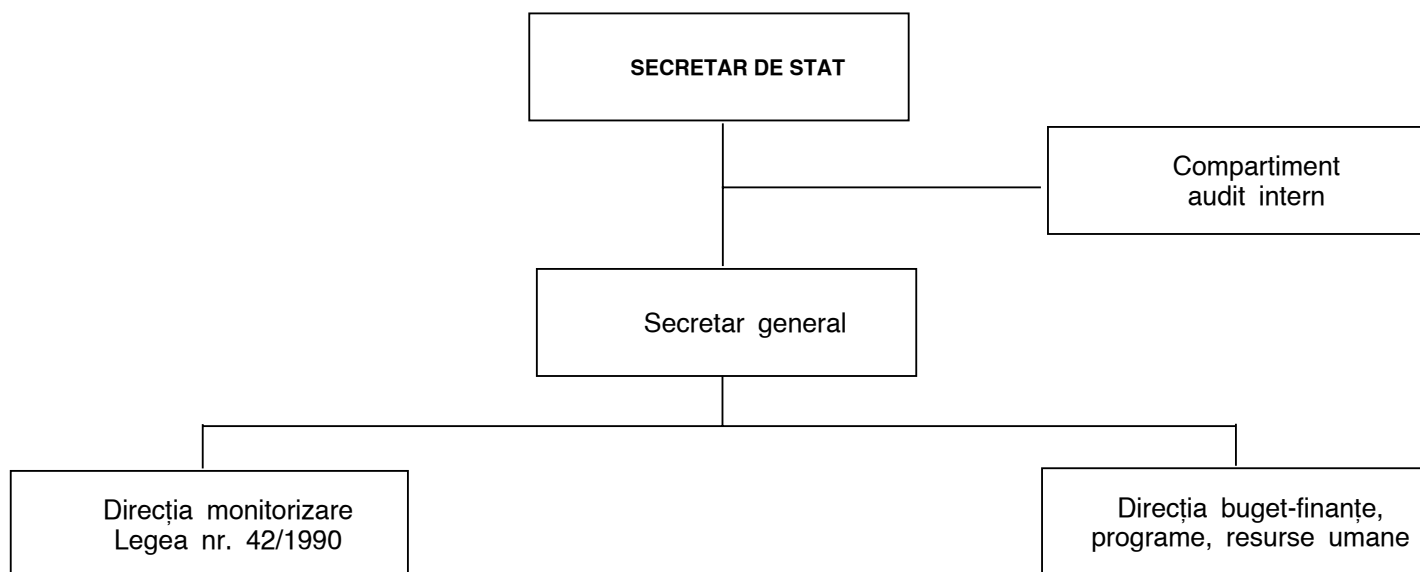 SECRETAR DE STAT
Compartiment
audit intern
Secretar general
Direcția monitorizare
Legea nr. 42/1990
Direcția buget-finanțe,
programe, resurse umane